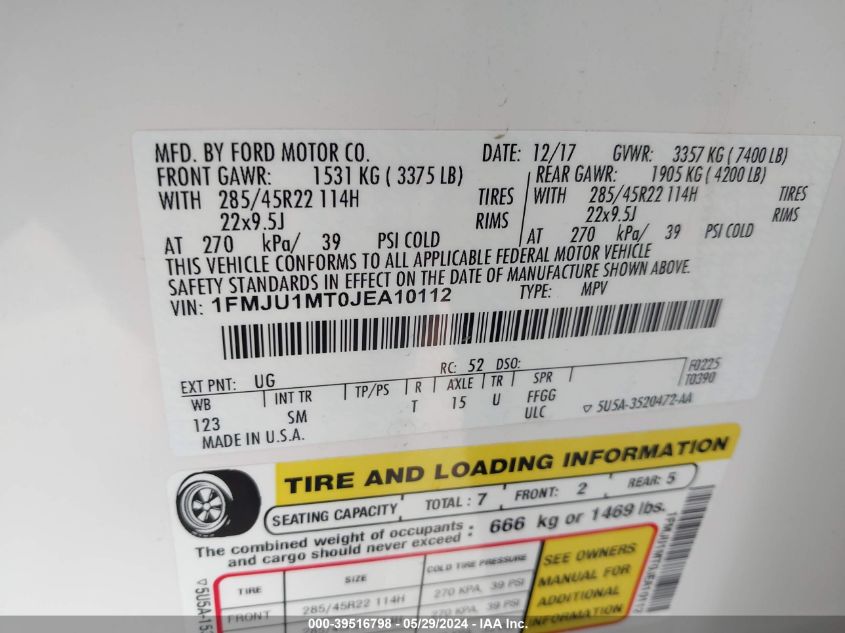 MFD. BY FORD MOTOR CO. DATE: 12/17 GVWR: 3357 KG ( 7400 LB)
FRONT GAWR: 1531 KG ( 3375 LB) REAR GAWR: 1905 KG ( 4200 LB)
WITH 285/45R22 114H TIRES WITH 285/45R22 114H TIRES
22x9.5J RIMS 22x9.5J RIMS
AT 270 kPa/ 39 PSI COLD AT 270 kPa/ 39 PSI COLD
THIS VEHICLE CONFORMS TO ALL APPLICABLE FEDERAL MOTOR VEHICLE
SAFETY STANDARDS IN EFFECT ON THE DATE OF MANUFACTURE SHOWN ABOVE.
VIN: 1FMJU1MT0JEA10112 TYPE: MPV
EXT PNT: UG RC: 52 DSO: F0225
T0390
WB INT TR TP/PS R AXLE TR SPR
123 SM T 15 U FFGG
ULC ▽ 5U5A-3520472-AA
MADE IN U.S.A.
TIRE AND LOADING INFORMATION
SEATING CAPACITY TOTAL : 7 FRONT: 2 REAR: 5
The combined weight of occupants
and cargo should never exceed : 666 kg or 1469 lbs.
TIRE SIZE COLD TIRE PRESSURE
FRONT 285/45R22 114H 270 KPA, 39 PSI
SEE OWNERS
MANUAL FOR
ADDITIONAL
INFORMATION
1FMJU1MT0JEA10112
000-39516798 - 05/29/2024 - IAA Inc.